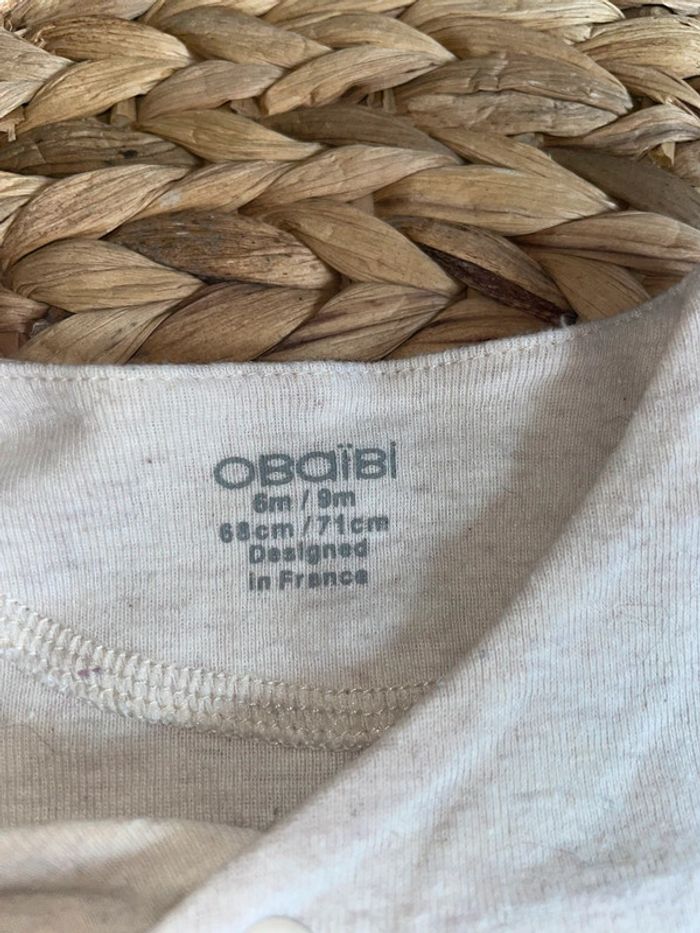 OBaïBi
6m / 9m
68cm / 71cm
Designed
in France